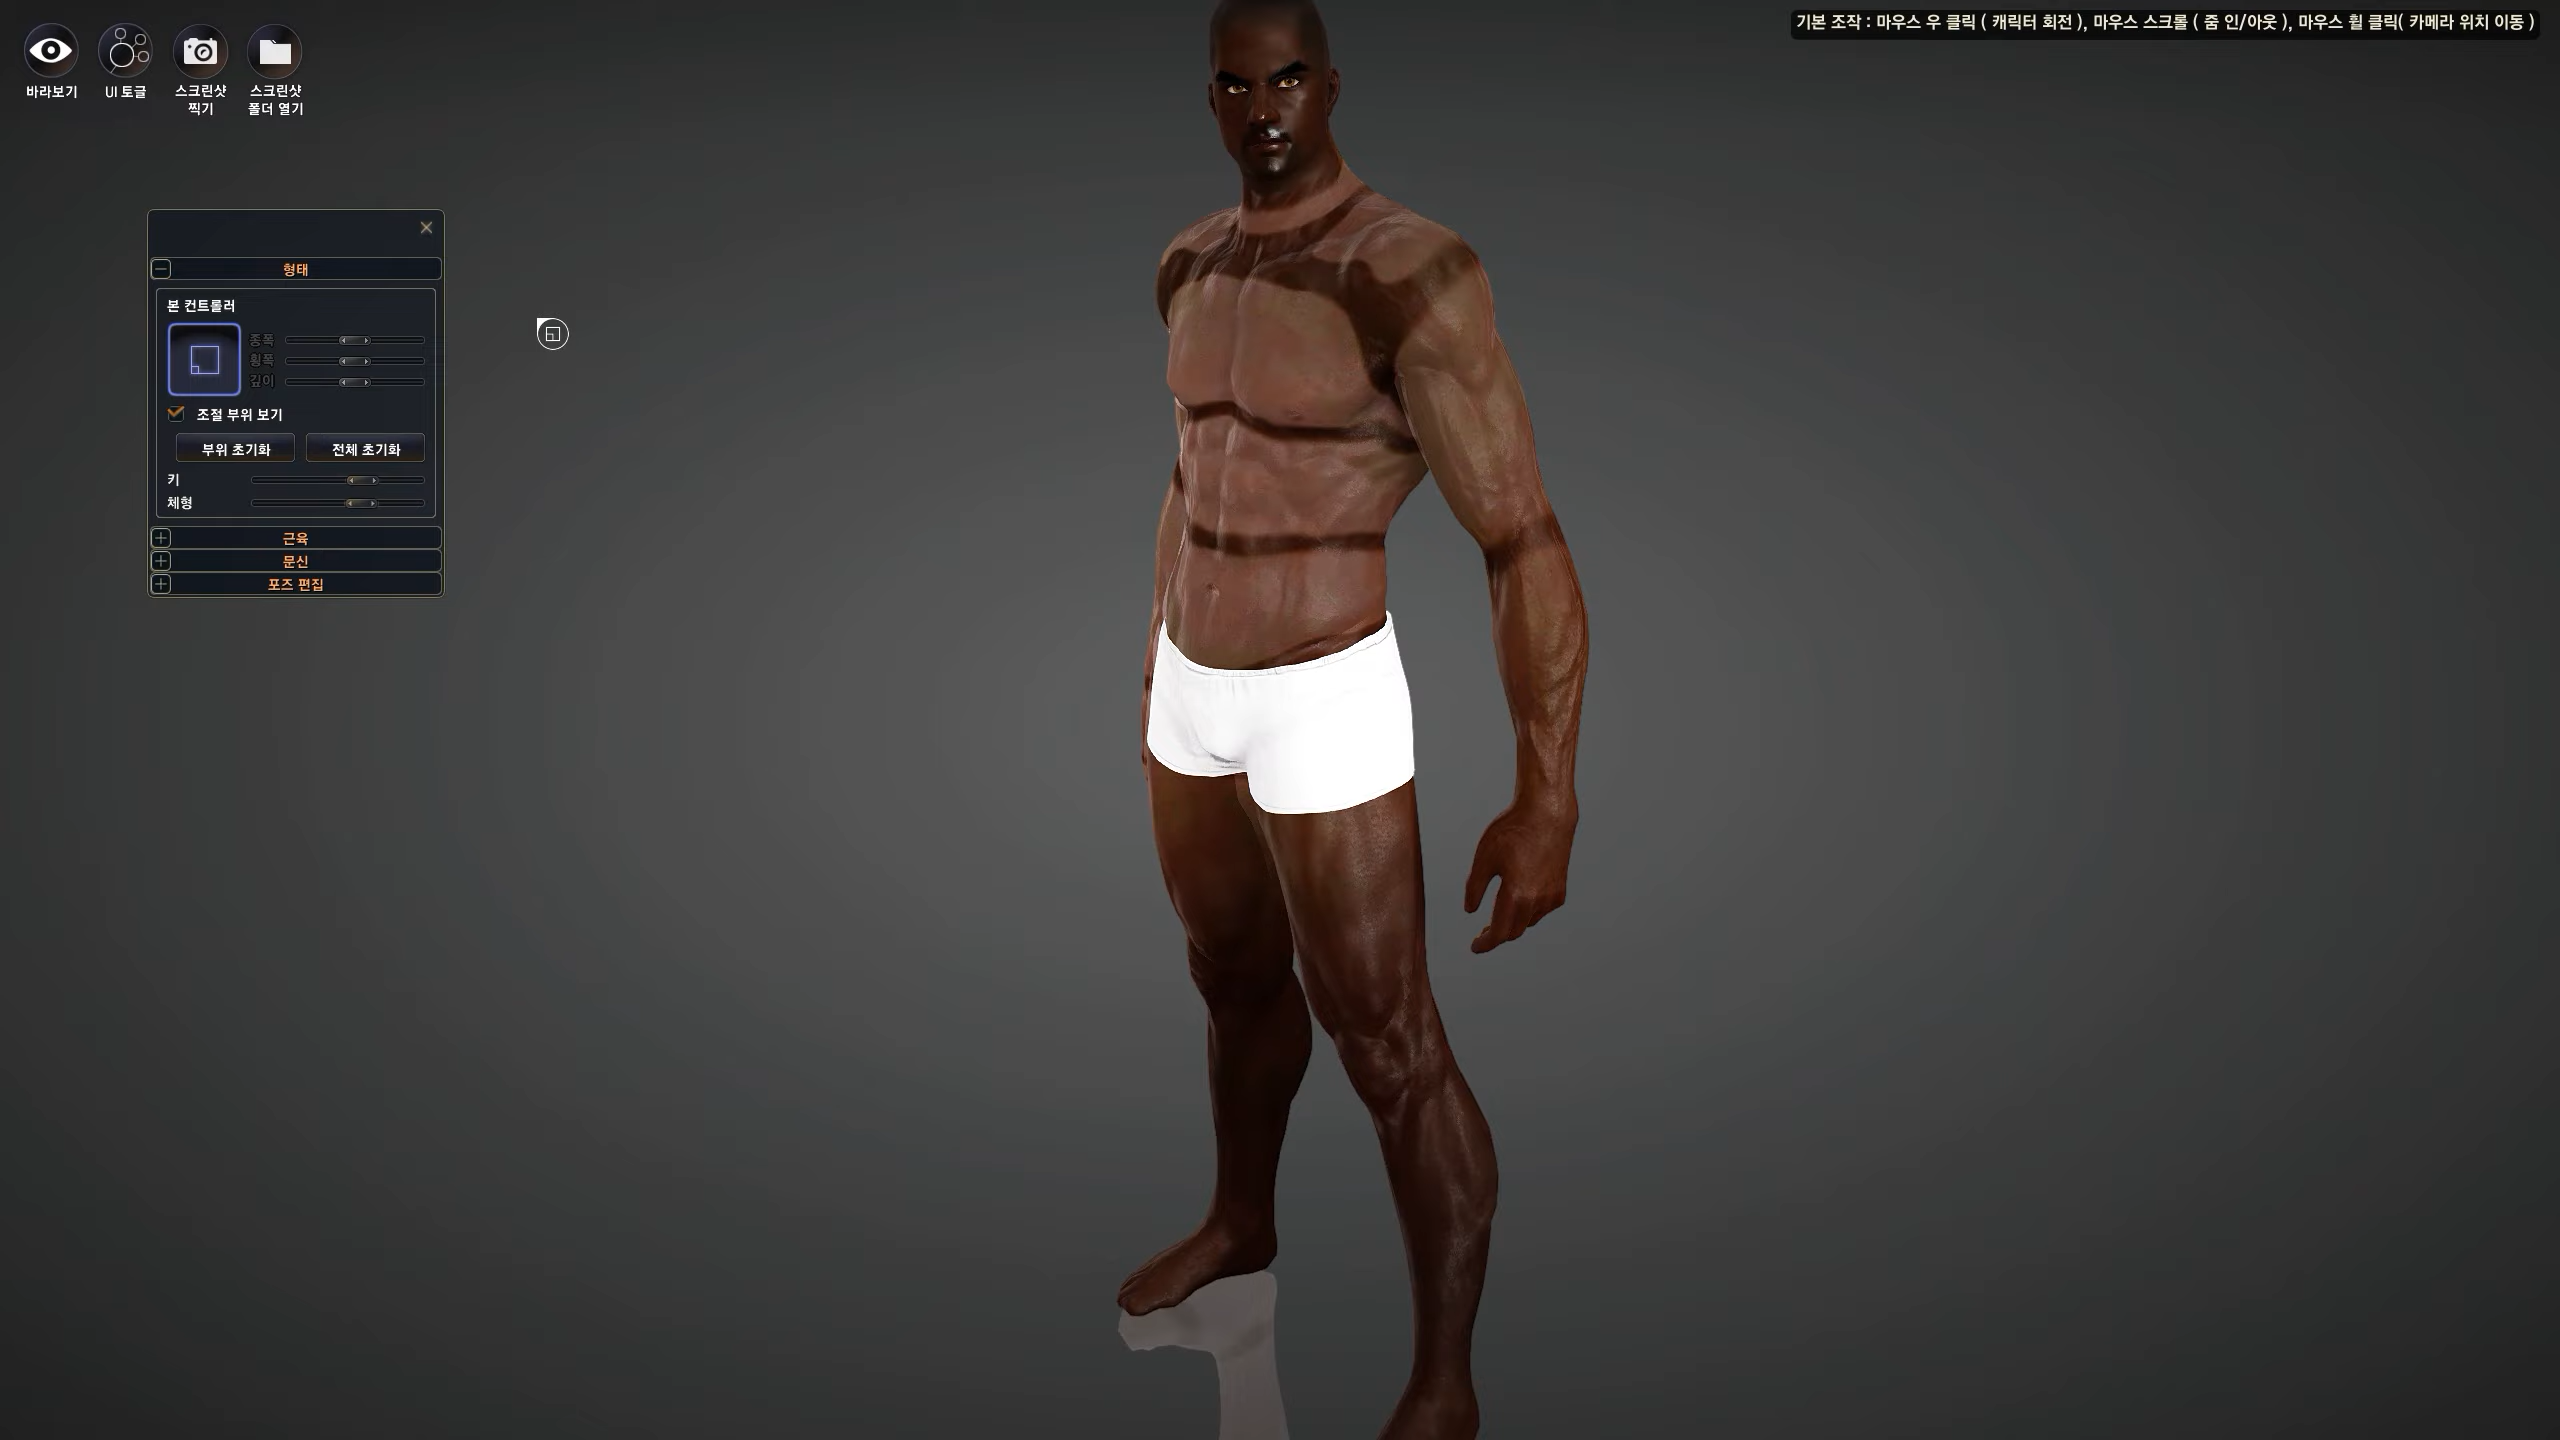 기본 조작 : 마우스 우 클릭 ( 캐릭터 회전 ), 마우스 스크롤 ( 줌 인/아웃 ), 마우스 휠 클릭( 카메라 위치 이동 )
바라보기
UI 토글
스크린샷
찍기
스크린샷
폴더 열기
형태
본 컨트롤러
종폭
횡폭
깊이
조절 부위 보기
부위 초기화
전체 초기화
키
체형
근육
문신
포즈 편집